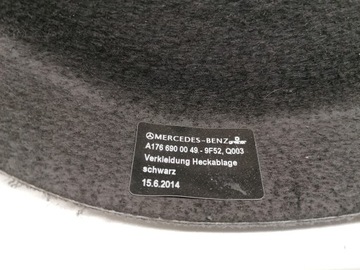 MERCEDES-BENZ
A176 690 00 49 - 9F52, Q003
Verkleidung Heckablage
schwarz
15.6.2014